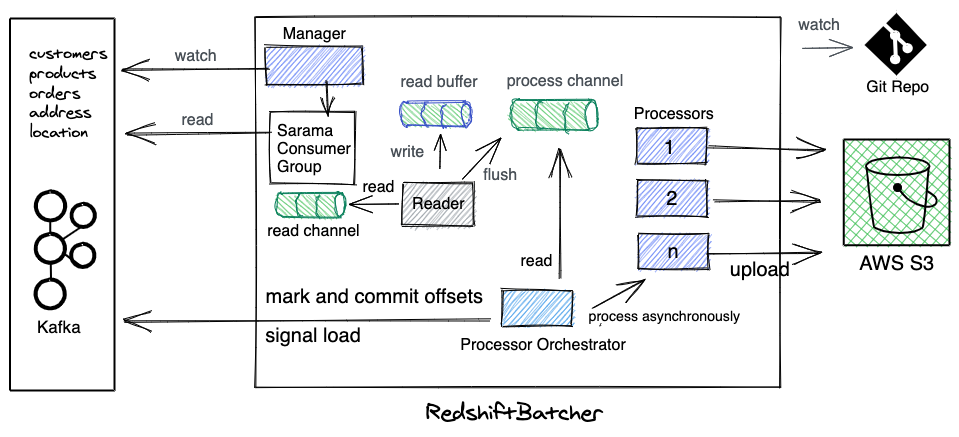 customers
products
orders
address
location
Kafka
Manager
watch
read
Sarama
Consumer
Group
read channel
read
Reader
read buffer
write
process channel
flush
read
Processors
1
2
n
upload
mark and commit offsets
signal load
process asynchronously
Processor Orchestrator
RedshiftBatcher
watch
Git Repo
AWS S3